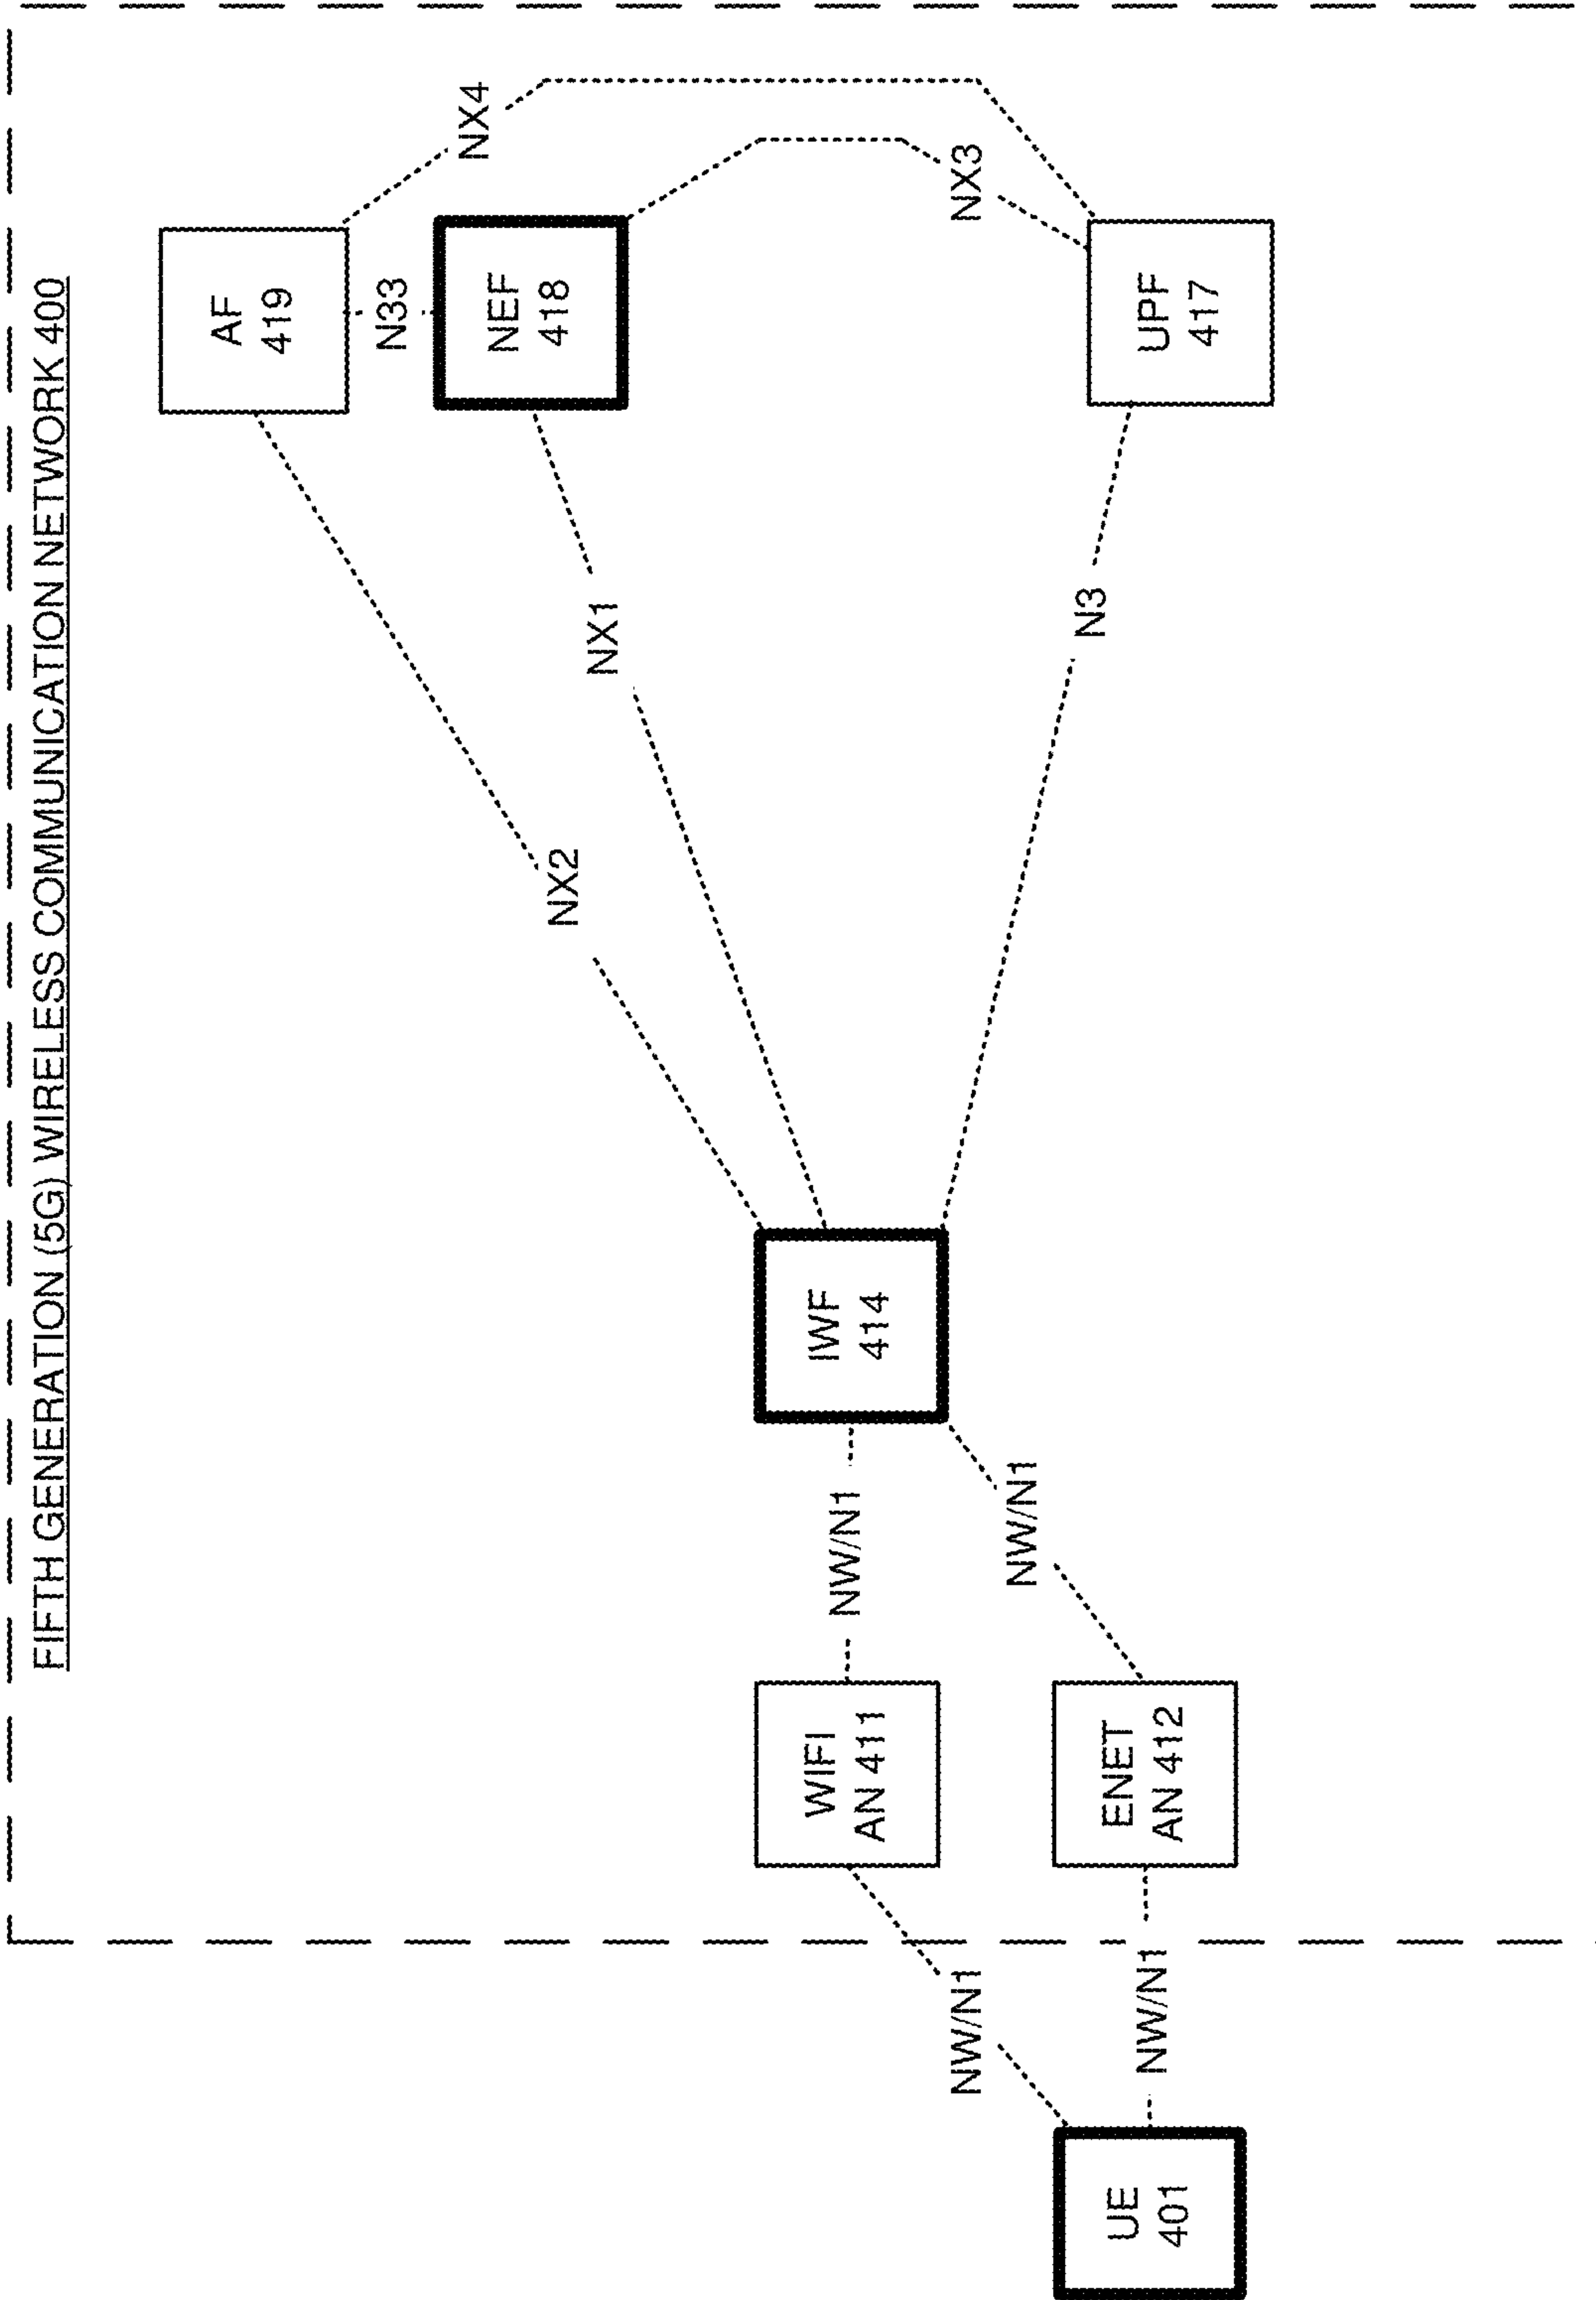 FIFTH GENERATION (5G) WIRELESS COMMUNICATION NETWORK 400
AF
419
N33
NX4
NEF
418
NX2
NX1
NX3
WIFI
AN 411
NW/N1
IWF
414
NW/N1
NW/N1
N3
UE
401
NW/N1
ENET
AN 412
UPF
417